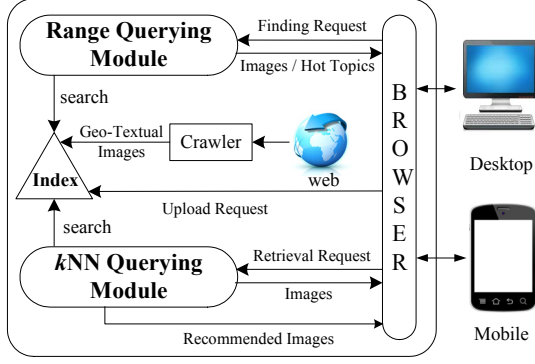 Range Querying
Module
Finding Request
Images / Hot Topics
search
Geo-Textual
Images
Crawler
web
Index
Upload Request
search
kNN Querying
Module
Retrieval Request
Images
Recommended Images
BROWSER
Desktop
Mobile